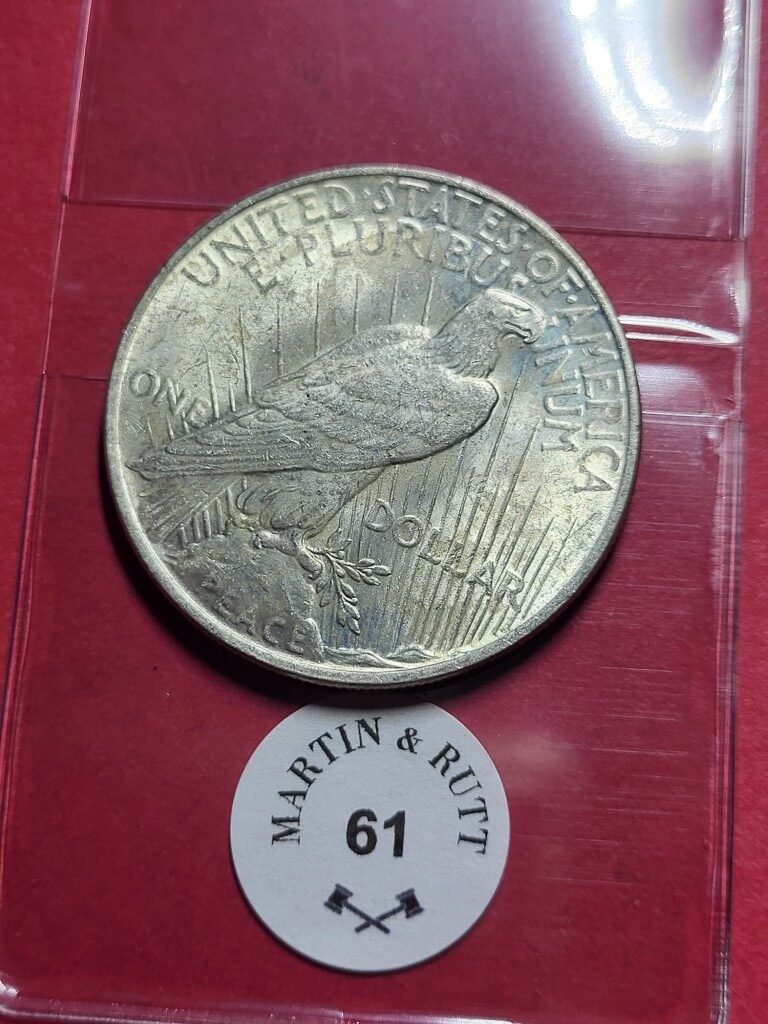 UNITED·STATES·OF·AMERICA
E·PLURIBUS UNUM
ONE
DOLLAR
PEACE
MARTIN & RUTT
61